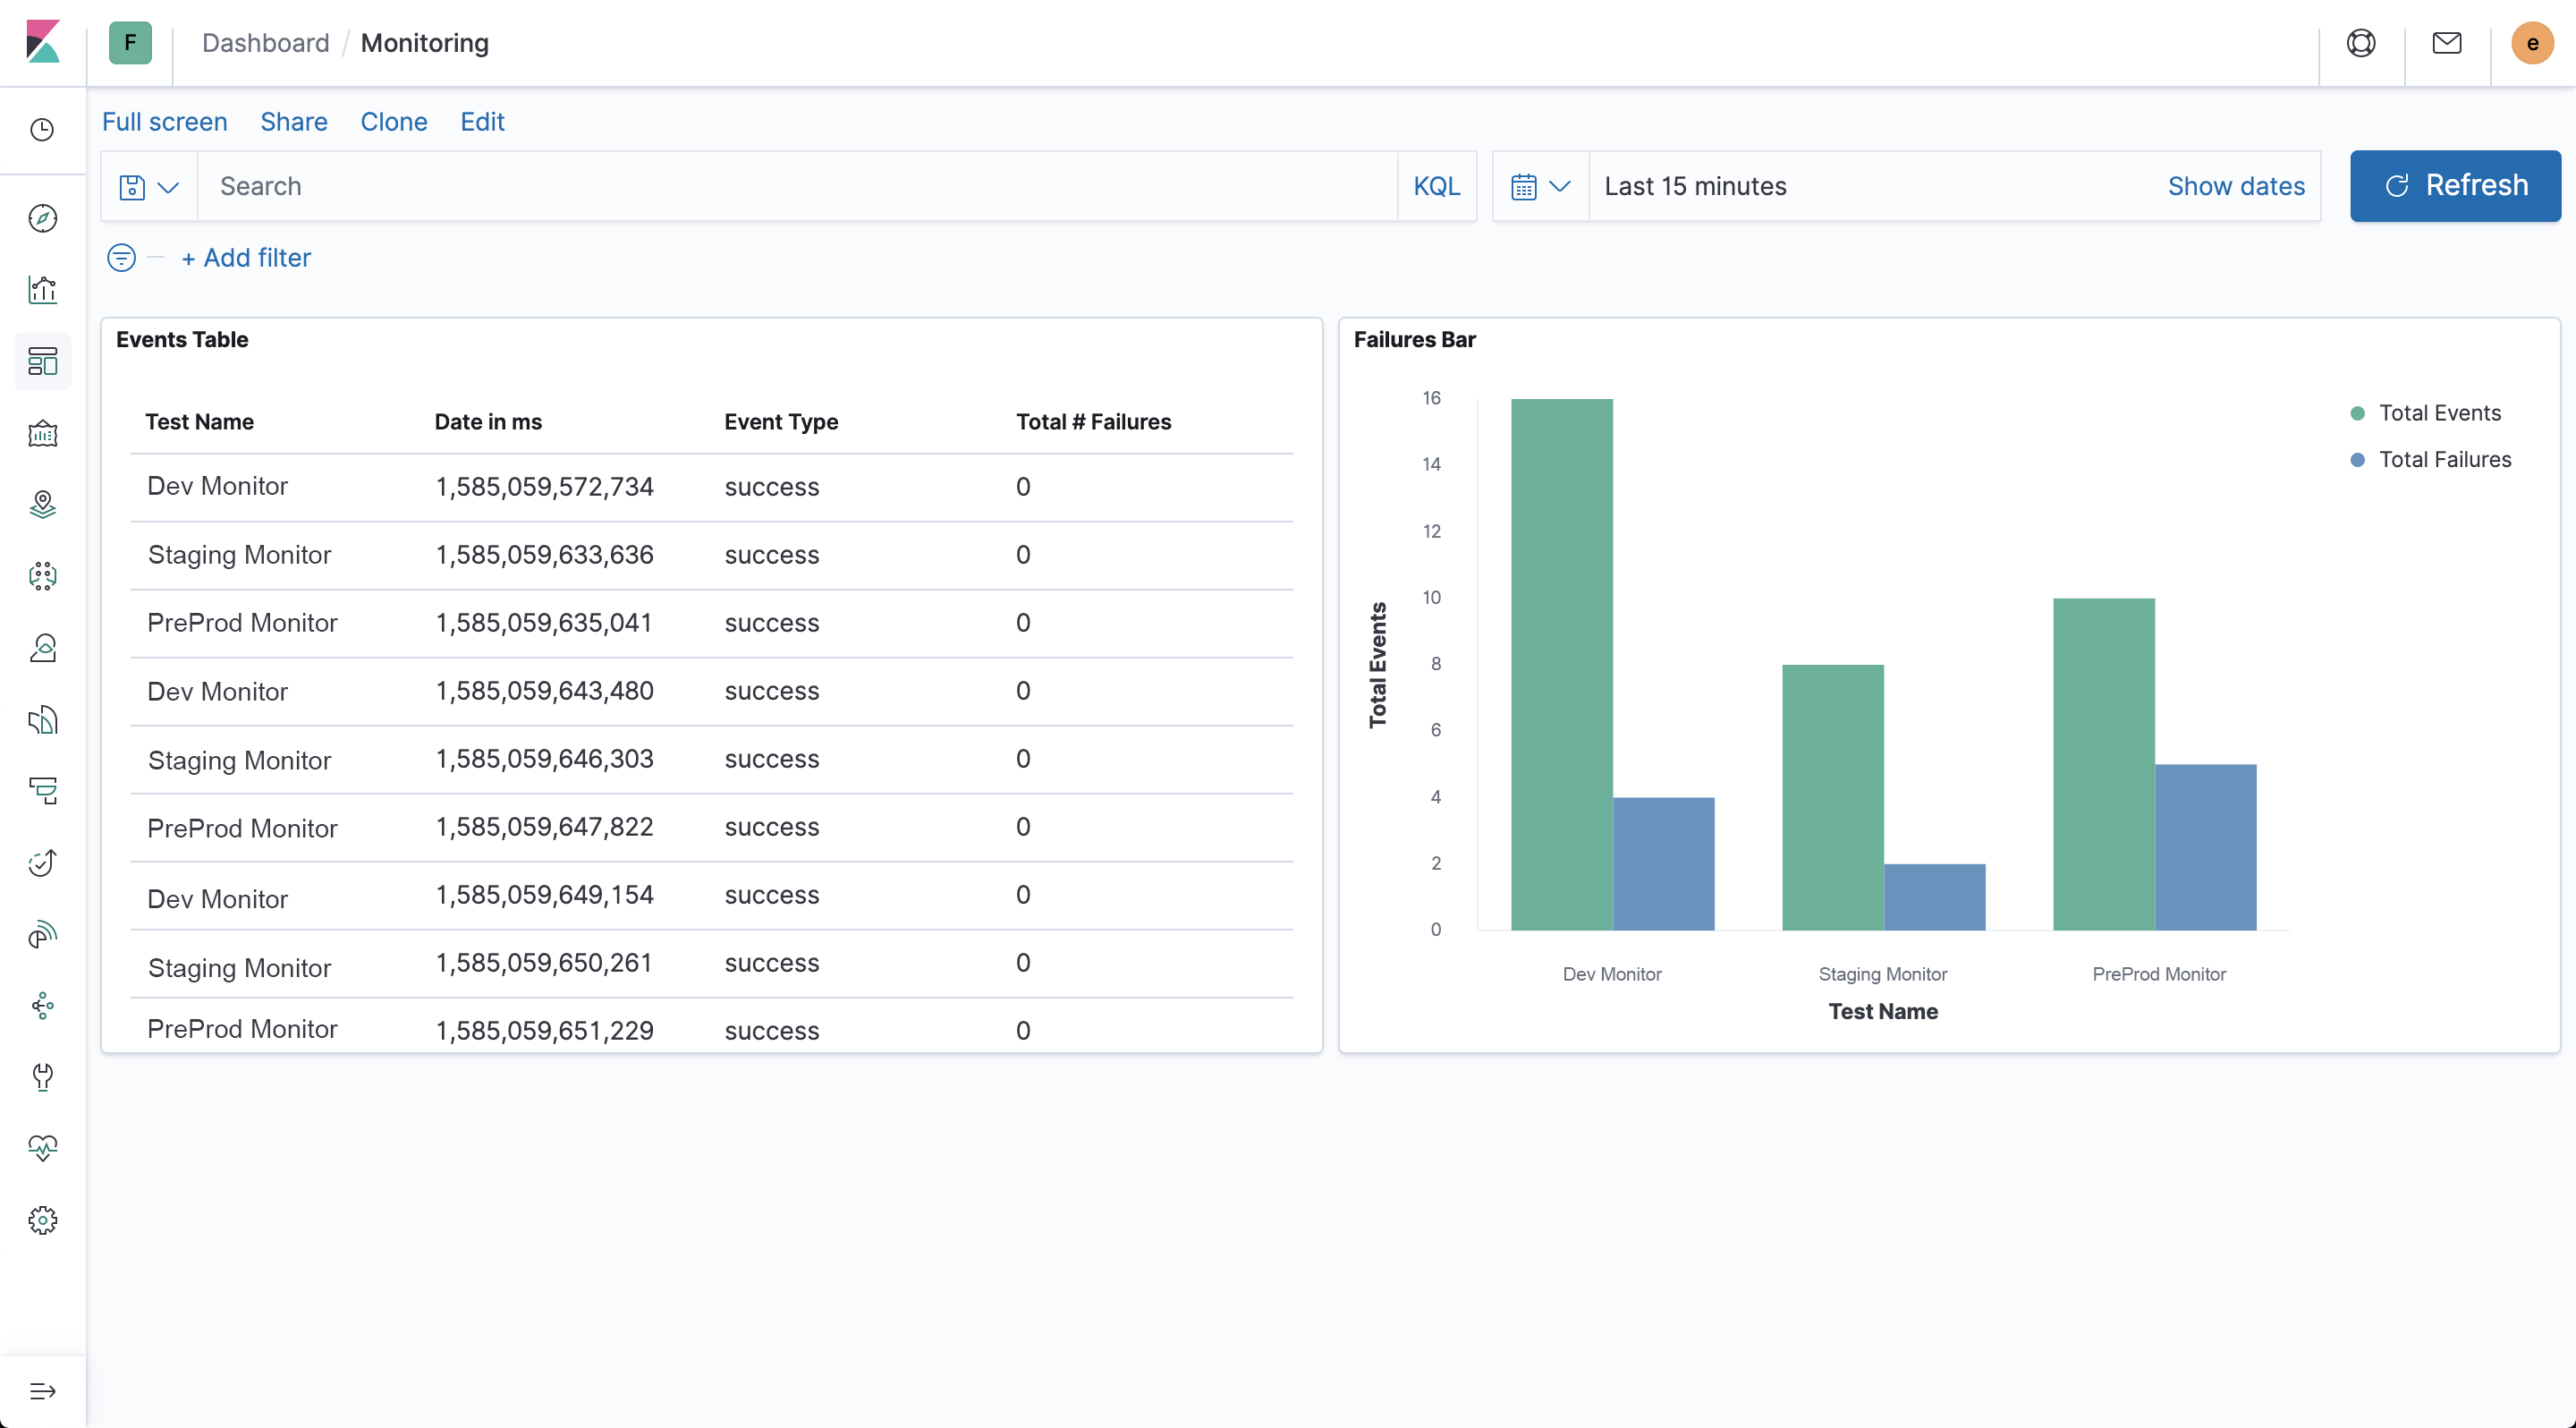 F Dashboard / Monitoring e
Full screen Share Clone Edit
Search KQL Last 15 minutes Show dates Refresh
+ Add filter
Events Table
Test Name Date in ms Event Type Total # Failures
Dev Monitor 1,585,059,572,734 success 0
Staging Monitor 1,585,059,633,636 success 0
PreProd Monitor 1,585,059,635,041 success 0
Dev Monitor 1,585,059,643,480 success 0
Staging Monitor 1,585,059,646,303 success 0
PreProd Monitor 1,585,059,647,822 success 0
Dev Monitor 1,585,059,649,154 success 0
Staging Monitor 1,585,059,650,261 success 0
PreProd Monitor 1,585,059,651,229 success 0
Failures Bar
Total Events
16
14
12
10
8
6
4
2
0
Dev Monitor Staging Monitor PreProd Monitor
Test Name
Total Events
Total Failures